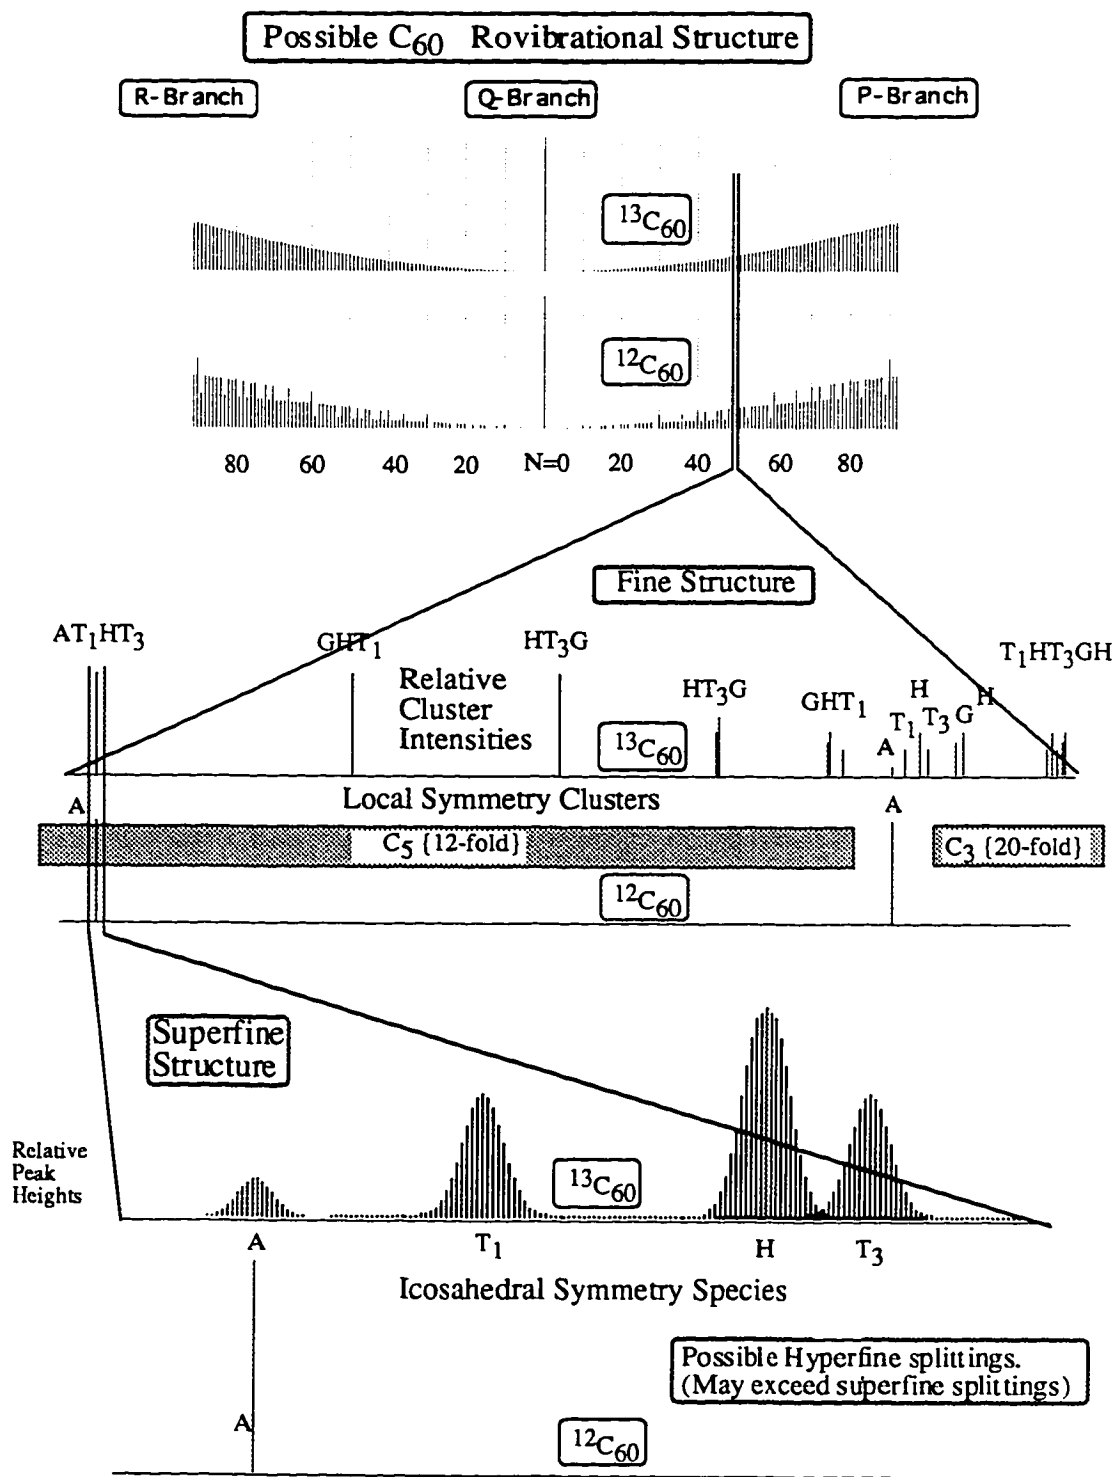 Possible C60 Rovibrational Structure
R-Branch
Q-Branch
P-Branch
13C60
12C60
80 60 40 20 N=0 20 40 60 80
Fine Structure
AT1HT3
GHT1
HT3G
HT3G
GHT1
A
T1
H
T3
G
H
T1HT3GH
Relative
Cluster
Intensities
13C60
Local Symmetry Clusters
A
A
C5 {12-fold}
C3 {20-fold}
12C60
Superfine
Structure
Relative
Peak
Heights
13C60
A T1 H T3
Icosahedral Symmetry Species
Possible Hyperfine splittings.
(May exceed superfine splittings)
A
12C60